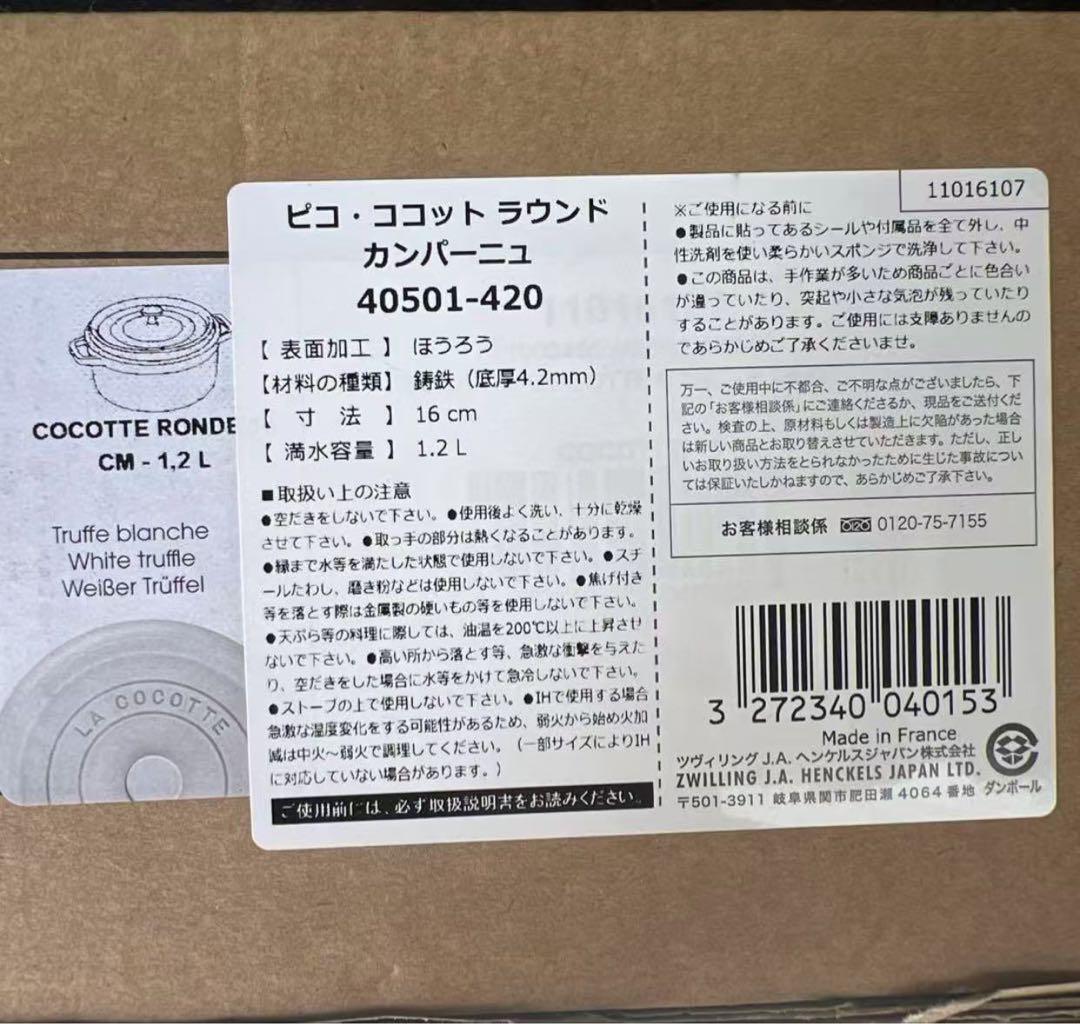 COCOTTE RONDE
CM - 1,2 L
Truffe blanche
White truffle
Weißer Trüffel
LA COCOTTE
ピコ・ココット ラウンド
カンパーニュ
40501-420
【 表面加工 】 ほうろう
【材料の種類】 鋳鉄（底厚4.2mm）
【 寸 法 】 16 cm
【 満水容量 】 1.2 L
■取扱い上の注意
●空だきをしないで下さい。●使用後よく洗い、十分に乾燥
させて下さい。●取っ手の部分は熱くなることがあります。
●縁まで水等を満たした状態で使用しないで下さい。●スチ
ールたわし、磨き粉などは使用しないで下さい。●焦げ付き
等を落とす際は金属製の硬いもの等を使用しないで下さい。
●天ぷら等の料理に際しては、油温を200℃以上に上昇させ
ないで下さい。●高い所から落とす等、急激な衝撃を与えた
り、空だきをした場合に水等をかけて急冷しないで下さい。
●ストーブの上で使用しないで下さい。●IHで使用する場合
急激な温度変化をする可能性があるため、弱火から始め火加
減は中火～弱火で調理してください。（一部サイズによりIH
に対応していない場合があります。）
ご使用前には、必ず取扱説明書をお読みください。
11016107
※ご使用になる前に
●製品に貼ってあるシールや付属品を全て外し、中
性洗剤を使い柔らかいスポンジで洗浄して下さい。
●この商品は、手作業が多いため商品ごとに色合い
が違っていたり、突起や小さな気泡が残っていたり
することがあります。ご使用には支障ありませんの
であらかじめご了承くださいませ。
万一、ご使用中に不都合、ご不明な点がございましたら、下
記の「お客様相談係」にご連絡くださるか、現品をご送付くだ
さい。検査の上、原材料もしくは製造上に欠陥があった場合
は新しい商品とお取り替えさせていただきます。ただし、正し
いお取り扱い方法をとられなかったために生じた事故につい
ては保証いたしかねますので、あらかじめご了承下さい。
お客様相談係 0120-75-7155
3 272340 040153
Made in France
ツヴィリング J.A. ヘンケルスジャパン株式会社
ZWILLING J.A. HENCKELS JAPAN LTD.
〒501-3911 岐阜県関市肥田瀬 4064 番地
ダンボール